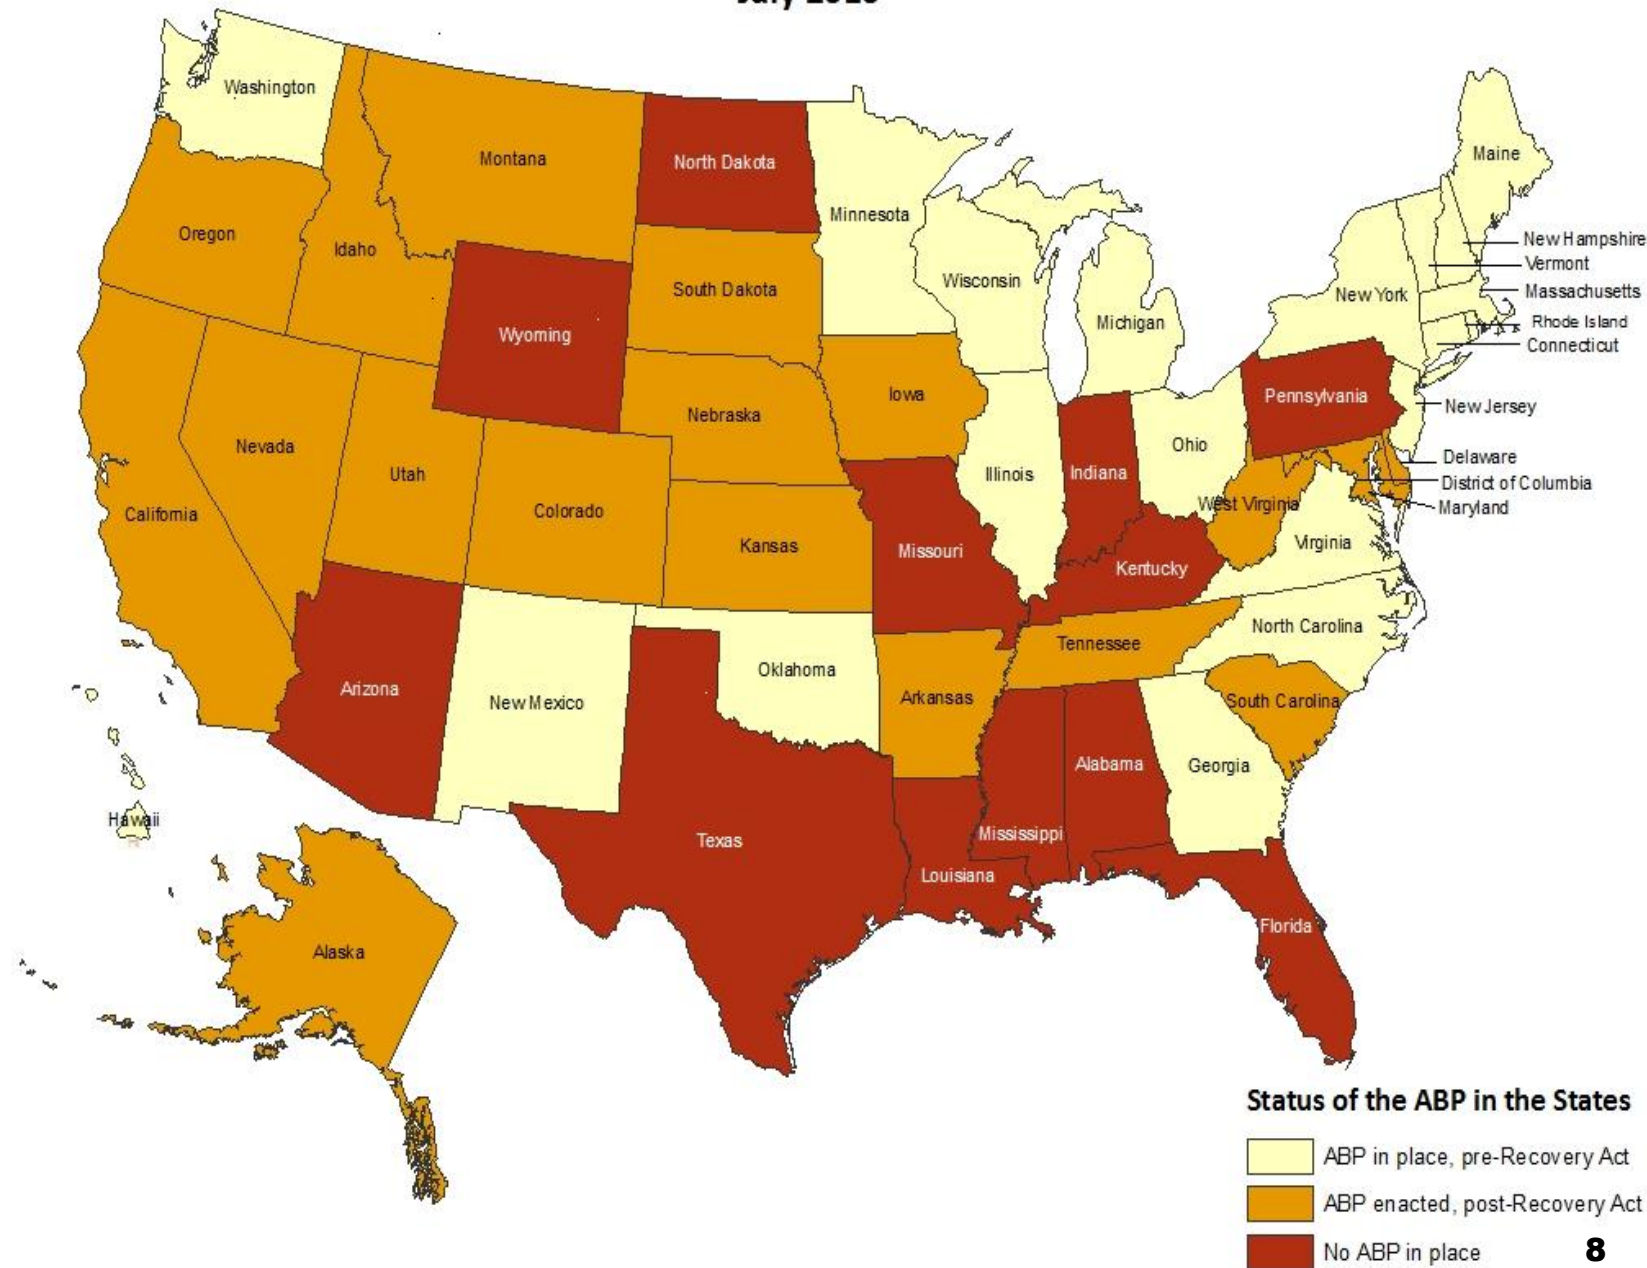 Washington
Montana
North Dakota
Minnesota
Maine
Oregon
Idaho
Wyoming
South Dakota
Wisconsin
Michigan
New York
New Hampshire
Vermont
Massachusetts
Rhode Island
Connecticut
Nevada
Utah
Colorado
Nebraska
Iowa
Illinois
Indiana
Ohio
Pennsylvania
New Jersey
Delaware
District of Columbia
Maryland
California
Kansas
Missouri
Kentucky
West Virginia
Virginia
Arizona
New Mexico
Oklahoma
Arkansas
Tennessee
North Carolina
South Carolina
Hawaii
Texas
Louisiana
Mississippi
Alabama
Georgia
Florida
Alaska
Status of the ABP in the States
ABP in place, pre-Recovery Act
ABP enacted, post-Recovery Act
No ABP in place
8